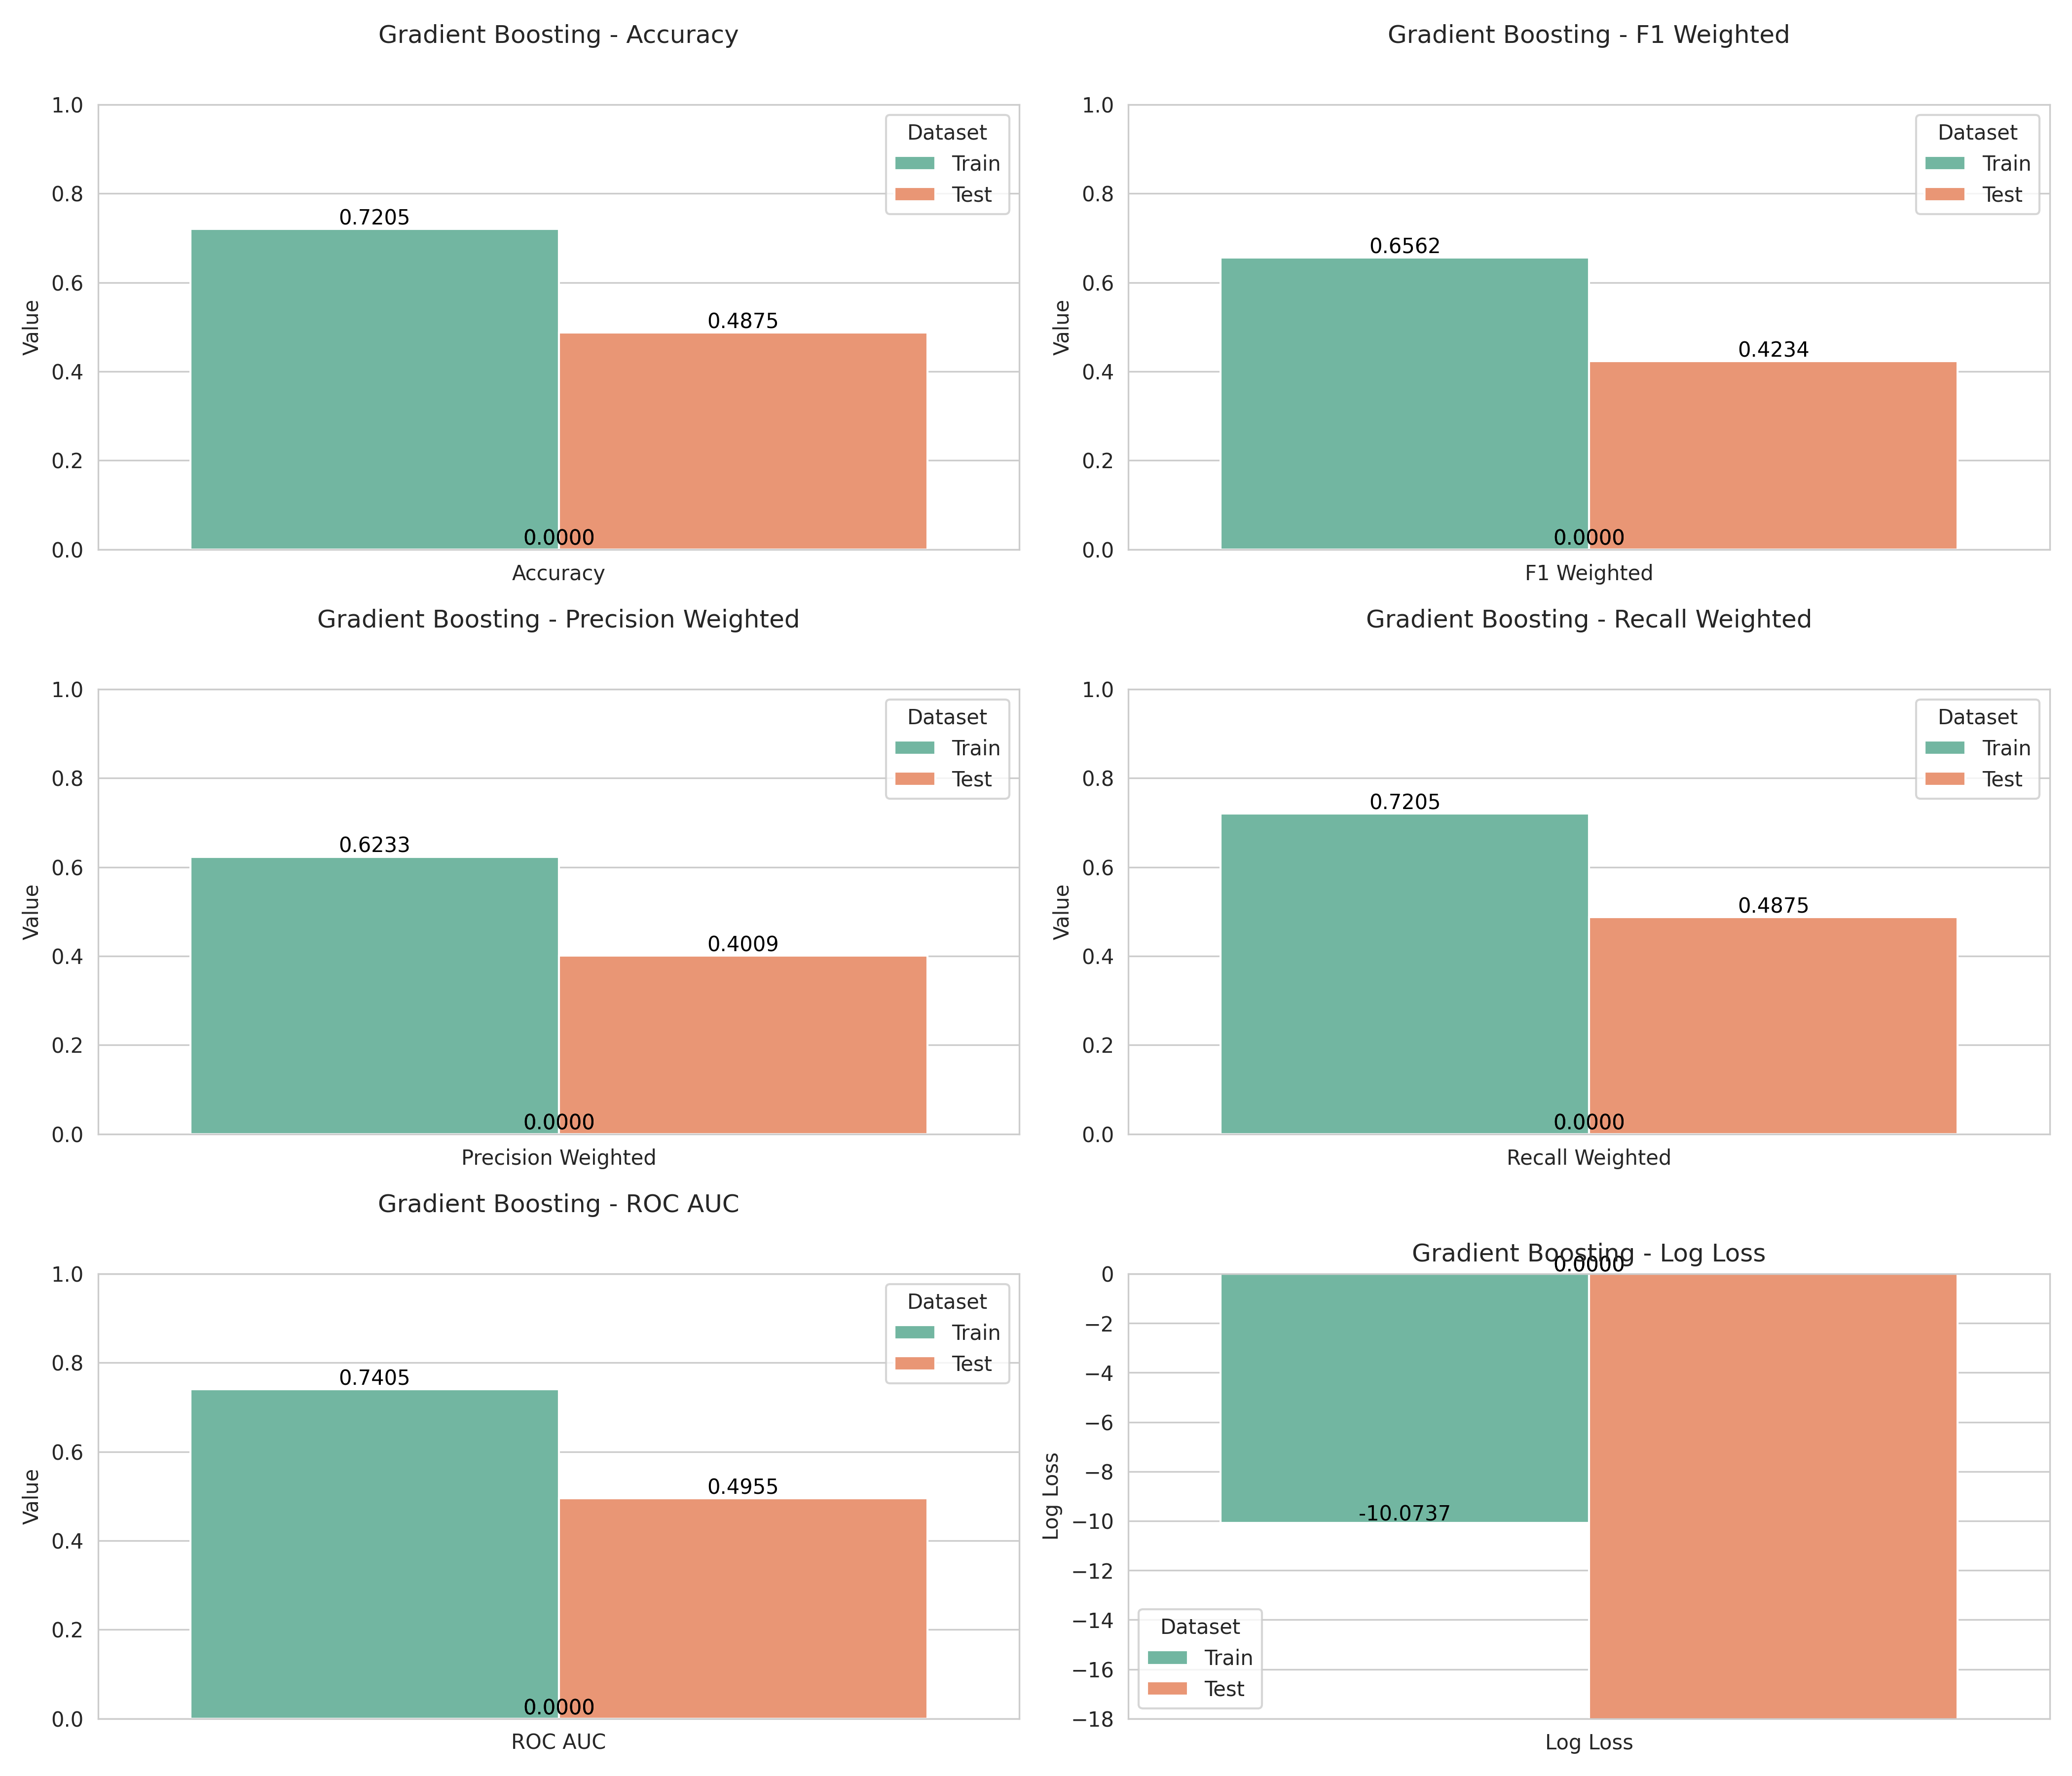 Gradient Boosting - Accuracy
1.0
0.8
0.6
0.4
0.2
0.0
Value
Dataset
Train
Test
0.7205
0.4875
0.0000
Accuracy
Gradient Boosting - F1 Weighted
1.0
0.8
0.6
0.4
0.2
0.0
Value
Dataset
Train
Test
0.6562
0.4234
0.0000
F1 Weighted
Gradient Boosting - Precision Weighted
1.0
0.8
0.6
0.4
0.2
0.0
Value
Dataset
Train
Test
0.6233
0.4009
0.0000
Precision Weighted
Gradient Boosting - Recall Weighted
1.0
0.8
0.6
0.4
0.2
0.0
Value
Dataset
Train
Test
0.7205
0.4875
0.0000
Recall Weighted
Gradient Boosting - ROC AUC
1.0
0.8
0.6
0.4
0.2
0.0
Value
Dataset
Train
Test
0.7405
0.4955
0.0000
ROC AUC
Gradient Boosting - Log Loss
0.0000
0
−2
−4
−6
−8
−10
−12
−14
−16
−18
Log Loss
-10.0737
Dataset
Train
Test
Log Loss